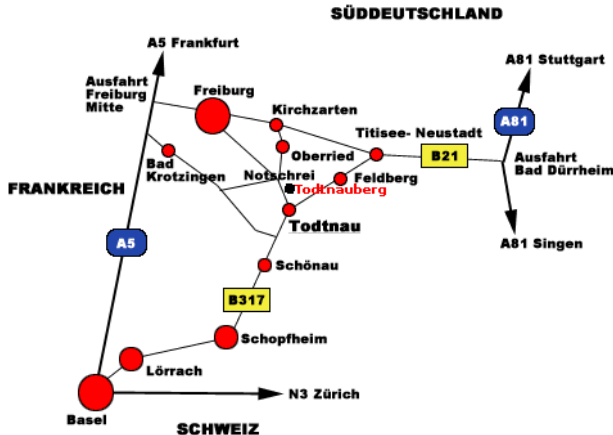 SÜDDEUTSCHLAND
A5 Frankfurt
A81 Stuttgart
Ausfahrt
Freiburg
Mitte
Freiburg
Kirchzarten
A81
Titisee- Neustadt
Oberried
B21
Bad
Krotzingen
Notschrei
Feldberg
Ausfahrt
Bad Dürrheim
FRANKREICH
Todtnauberg
Todtnau
A5
A81 Singen
Schönau
B317
Schopfheim
Lörrach
N3 Zürich
Basel
SCHWEIZ